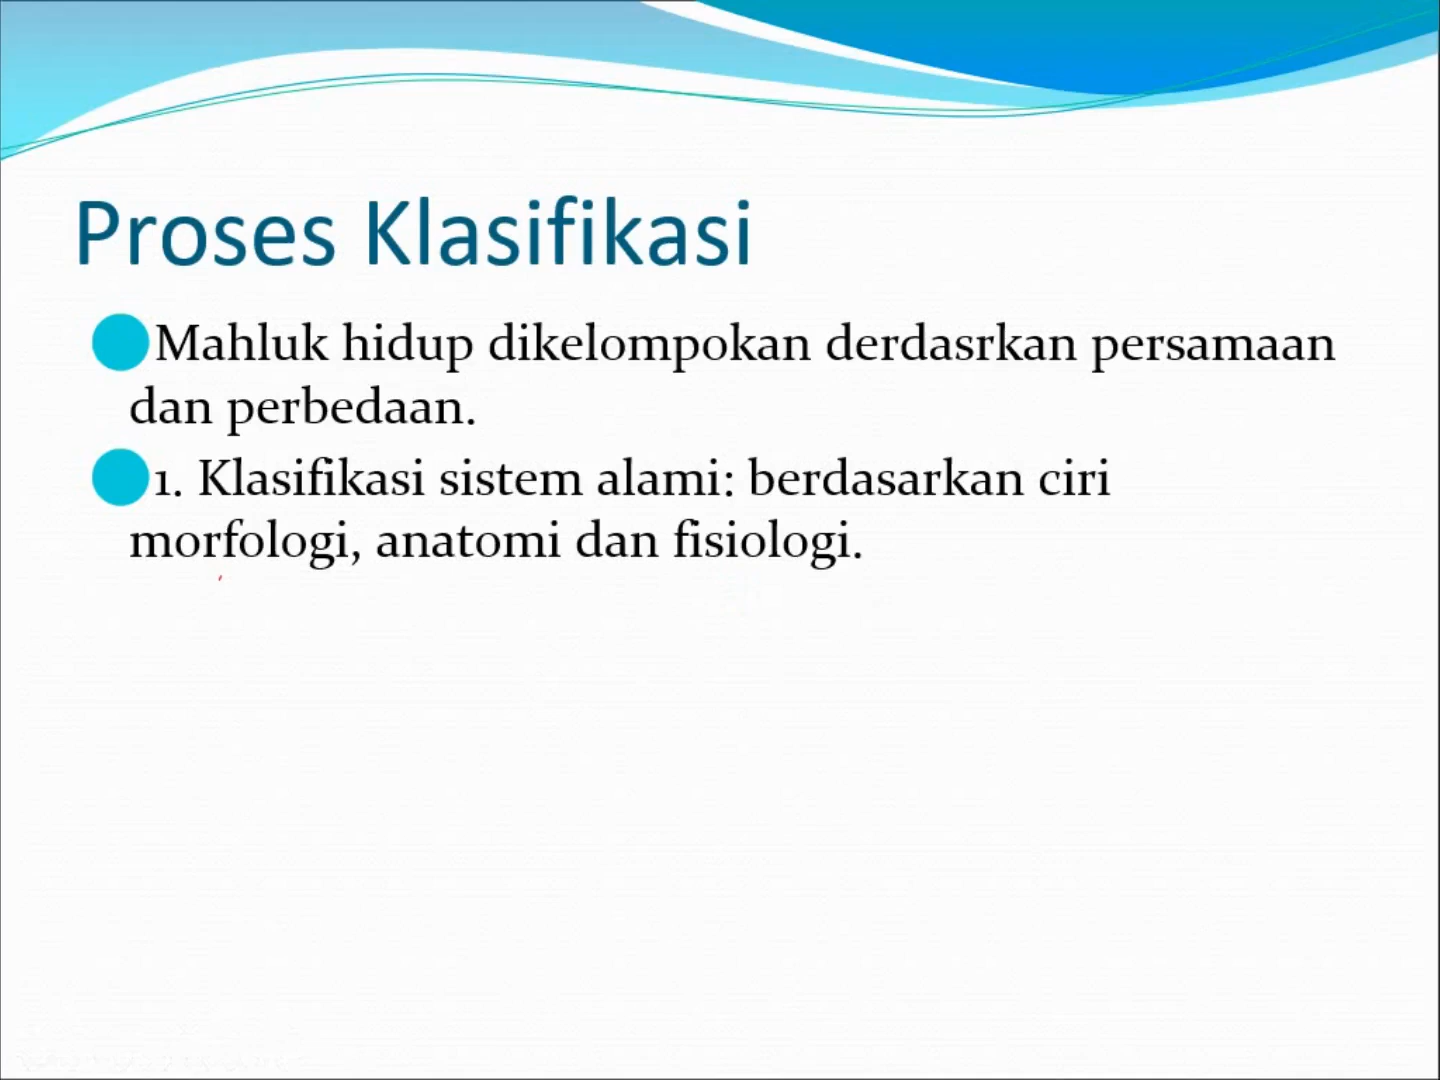 Proses Klasifikasi
Mahluk hidup dikelompokan derdasrkan persamaan
dan perbedaan.
1. Klasifikasi sistem alami: berdasarkan ciri
morfologi, anatomi dan fisiologi.